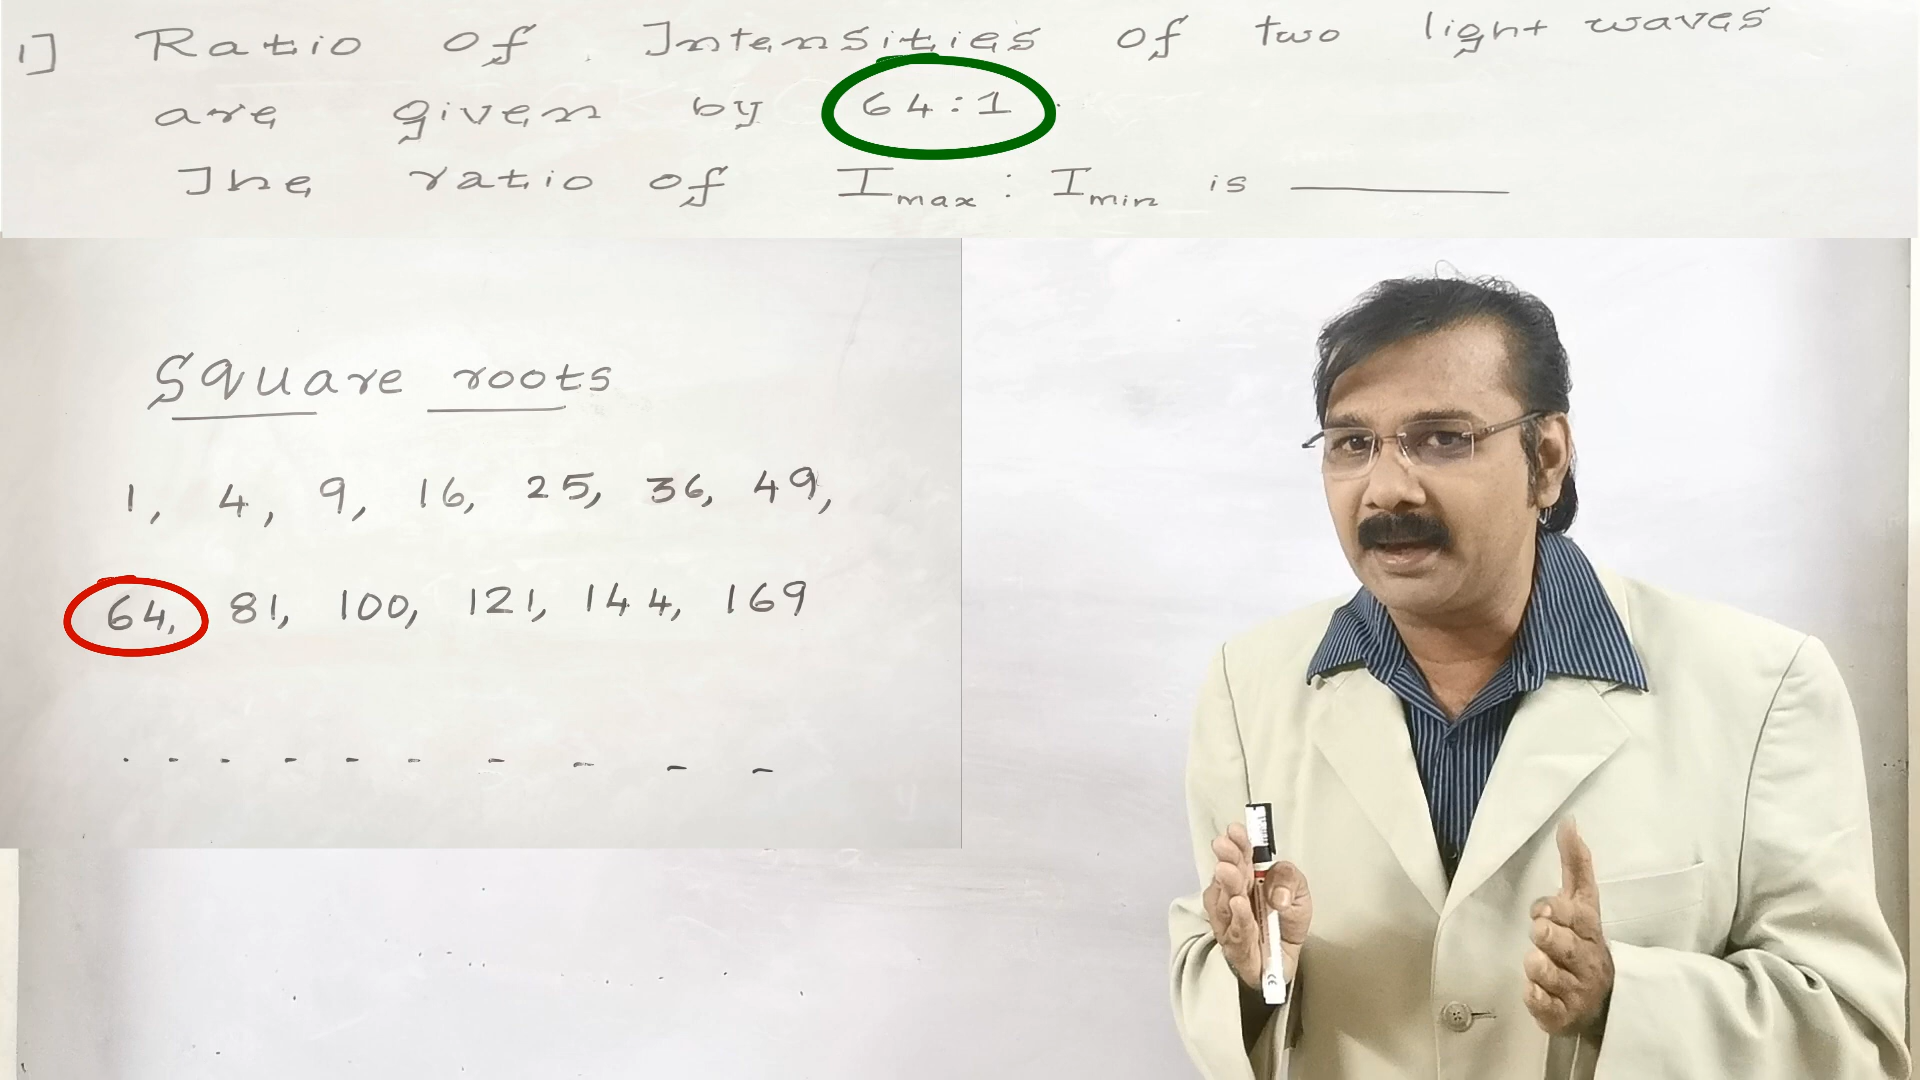 1] Ratio of Intensities of two light waves
are given by 64:1
The ratio of Imax : Imin is ______
Square roots
1, 4, 9, 16, 25, 36, 49,
64, 81, 100, 121, 144, 169
. - - - - - - - - -